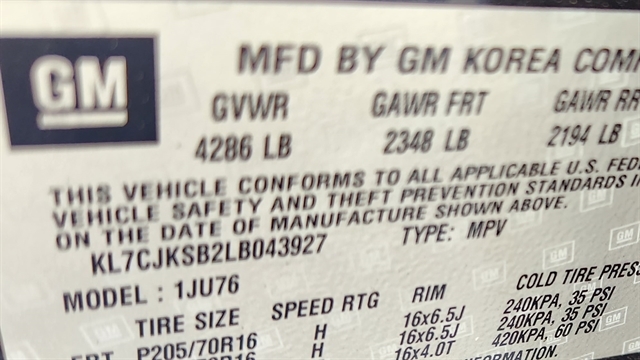 GM
MFD BY GM KOREA COM
GVWR GAWR FRT GAWR RR
4286 LB 2348 LB 2194 LB
THIS VEHICLE CONFORMS TO ALL APPLICABLE U.S. FED
VEHICLE SAFETY AND THEFT PREVENTION STANDARDS IN
ON THE DATE OF MANUFACTURE SHOWN ABOVE.
KL7CJKSB2LB043927 TYPE: MPV
MODEL : 1JU76
TIRE SIZE SPEED RTG RIM COLD TIRE PRESS
FRT P205/70R16 H 16x6.5J 240KPA, 35 PSI
H 16x6.5J 240KPA, 35 PSI
16x4.0T 420KPA, 60 PSI